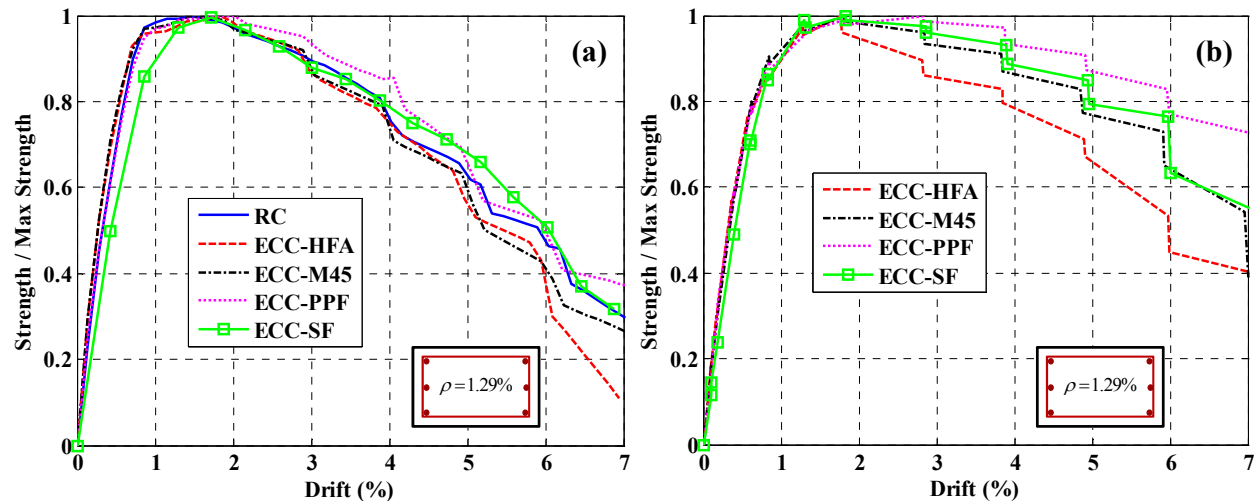 Strength / Max Strength
1
0.8
0.6
0.4
0.2
0
(a)
RC
ECC-HFA
ECC-M45
ECC-PPF
ECC-SF
ρ=1.29%
0 1 2 3 4 5 6 7
Drift (%)
Strength / Max Strength
1
0.8
0.6
0.4
0.2
0
(b)
ECC-HFA
ECC-M45
ECC-PPF
ECC-SF
ρ=1.29%
0 1 2 3 4 5 6 7
Drift (%)